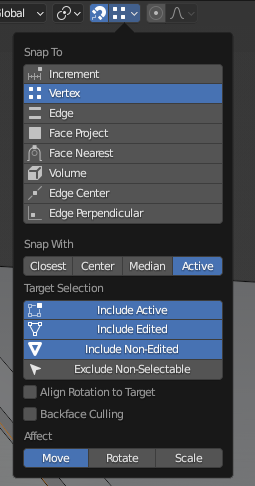 Global
Snap To
Increment
Vertex
Edge
Face Project
Face Nearest
Volume
Edge Center
Edge Perpendicular
Snap With
Closest Center Median Active
Target Selection
Include Active
Include Edited
Include Non-Edited
Exclude Non-Selectable
Align Rotation to Target
Backface Culling
Affect
Move Rotate Scale